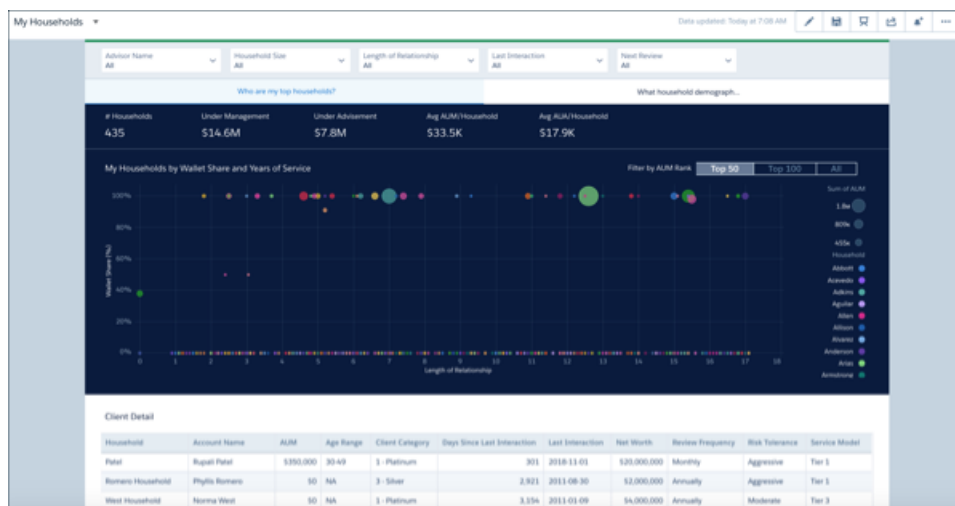 My Households
Data updated: Today at 7:08 AM
Advisor Name Household Size Length of Relationship Last Interaction Next Review
All All All All All
Who are my top households? What household demograph...
# Households Under Management Under Advisement Avg AUM/Household Avg AUA/Household
435 $14.6M $7.8M $33.5K $17.9K
My Households by Wallet Share and Years of Service Filter by AUM Rank Top 50 Top 100 All
Sum of AUM
1.8M
809K
455K
Household
Abbott
Acevedo
Adkins
Aguilar
Allen
Allison
Alvarez
Anderson
Arias
Armstrong
Wallet Share (%)
100%
80%
60%
40%
20%
0%
0 1 2 3 4 5 6 7 8 9 10 11 12 13 14 15 16 17 18
Length of Relationship
Client Detail
Household Account Name AUM Age Range Client Category Days Since Last Interaction Last Interaction Net Worth Review Frequency Risk Tolerance Service Model
Patel Rupali Patel $350,000 30-49 1 - Platinum 301 2018-11-01 $20,000,000 Monthly Aggressive Tier 1
Romero Household Phyllis Romero $0 NA 3 - Silver 2,921 2011-08-30 $2,000,000 Annually Aggressive Tier 1
West Household Norma West $0 NA 1 - Platinum 3,154 2011-01-09 $4,000,000 Annually Moderate Tier 3